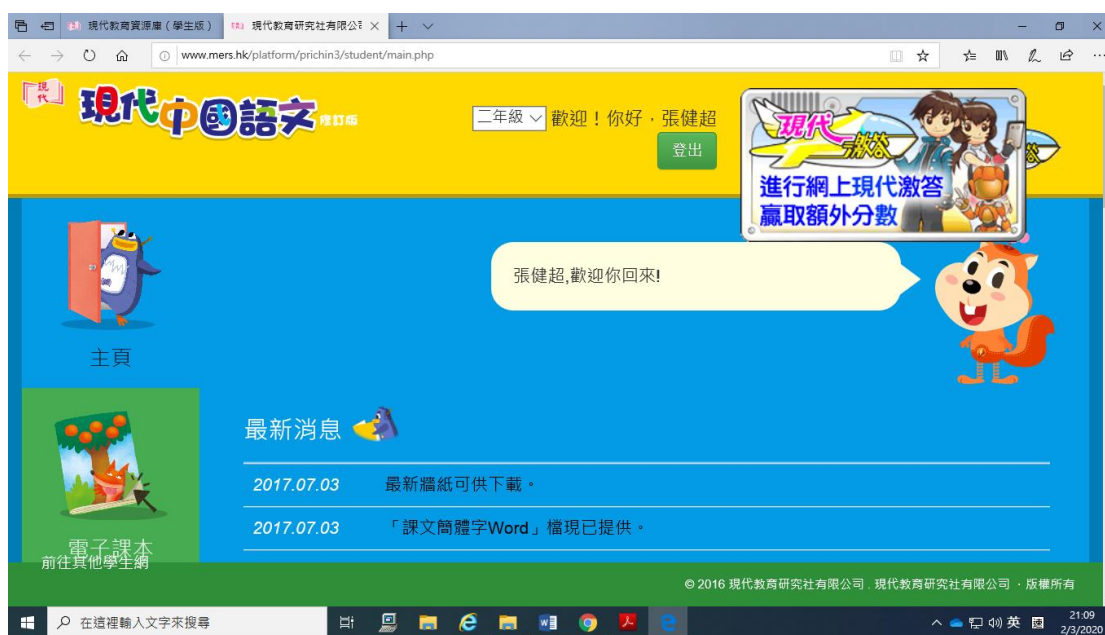 現代教育資源庫(學生版)
現代教育研究社有限公司
www.mers.hk/platform/prichin3/student/main.php
現代
現代中國語文 修訂版
二年級 歡迎！你好，張健超
登出
現代激答
進行網上現代激答
贏取額外分數
張健超,歡迎你回來!
主頁
最新消息
2017.07.03 最新牆紙可供下載。
2017.07.03 「課文簡體字Word」檔現已提供。
電子課本
前往其他學生網
© 2016 現代教育研究社有限公司 . 現代教育研究社有限公司 · 版權所有
在這裡輸入文字來搜尋
英
21:09
2/3/2020